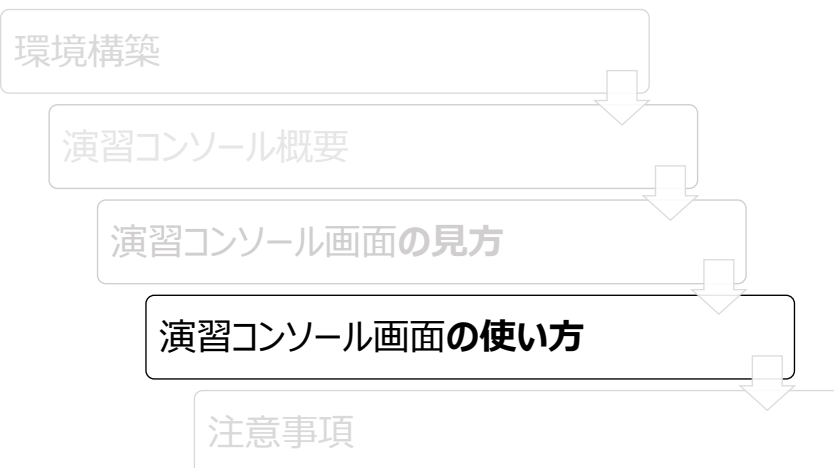 環境構築
演習コンソール概要
演習コンソール画面の見方
演習コンソール画面の使い方
注意事項